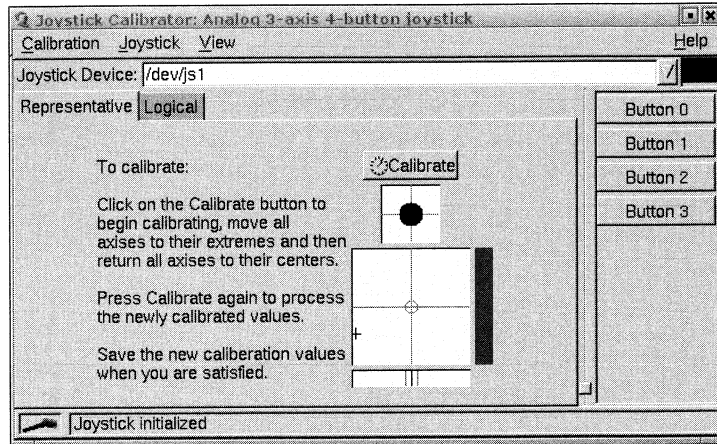 Joystick Calibrator: Analog 3-axis 4-button joystick
Calibration Joystick View Help
Joystick Device: /dev/js1
Representative Logical
Button 0
Button 1
Button 2
Button 3
To calibrate:
Calibrate
Click on the Calibrate button to
begin calibrating, move all
axises to their extremes and then
return all axises to their centers.
Press Calibrate again to process
the newly calibrated values.
Save the new caliberation values
when you are satisfied.
Joystick initialized